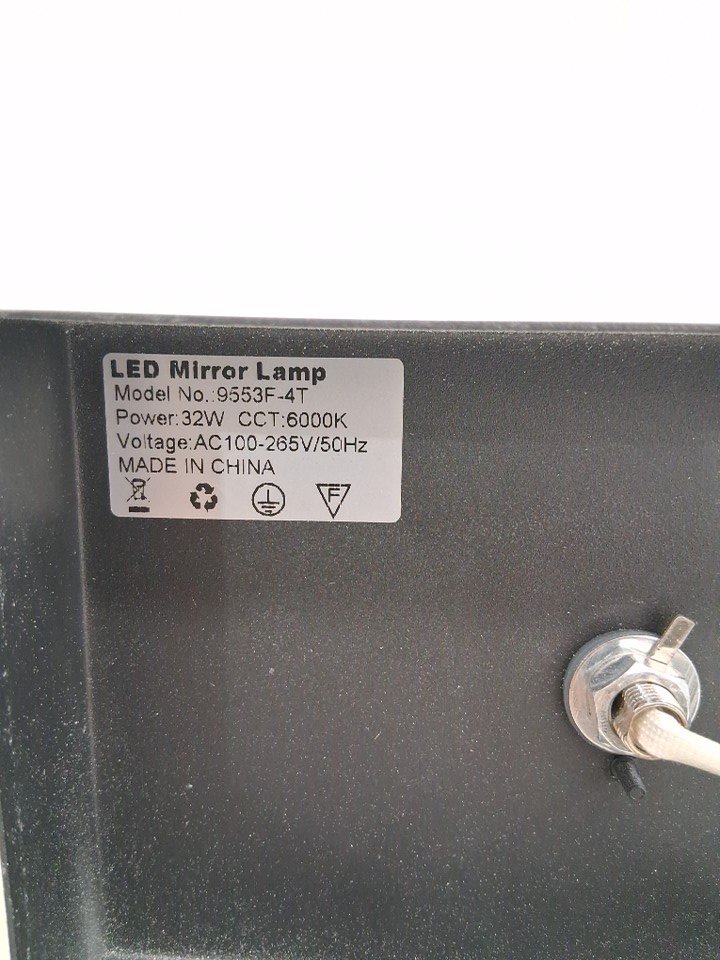 LED Mirror Lamp
Model No.:9553F-4T
Power:32W CCT:6000K
Voltage:AC100-265V/50Hz
MADE IN CHINA
F